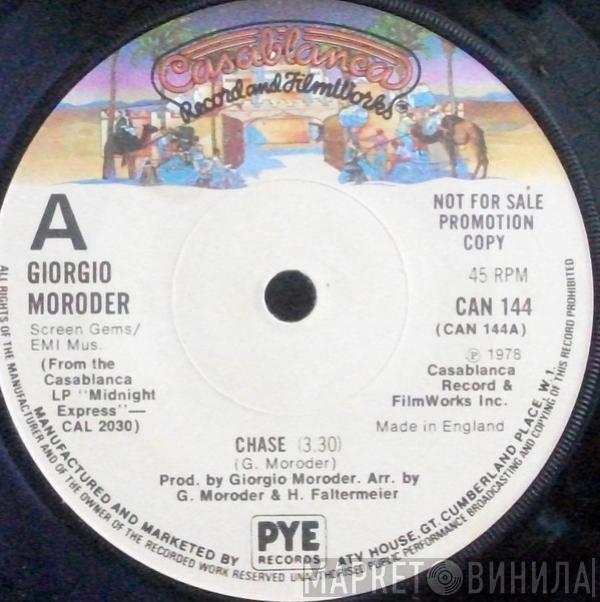 Casablanca
Record and FilmWorks
A
GIORGIO
MORODER
Screen Gems/
EMI Mus.
(From the
Casablanca
LP "Midnight
Express"—
CAL 2030)
NOT FOR SALE
PROMOTION
COPY
45 RPM
CAN 144
(CAN 144A)
℗ 1978
Casablanca
Record &
FilmWorks Inc.
Made in England
CHASE (3.30)
(G. Moroder)
Prod. by Giorgio Moroder. Arr. by
G. Moroder & H. Faltermeier
MANUFACTURED AND MARKETED BY
PYE
RECORDS
ATV HOUSE, GT. CUMBERLAND PLACE, W.1.
ALL RIGHTS OF THE MANUFACTURER AND OF THE OWNER OF THE RECORDED WORK RESERVED UNAUTHORISED PUBLIC PERFORMANCE BROADCASTING AND COPYING OF THIS RECORD PROHIBITED
МАРКЕТ ВИНИЛА